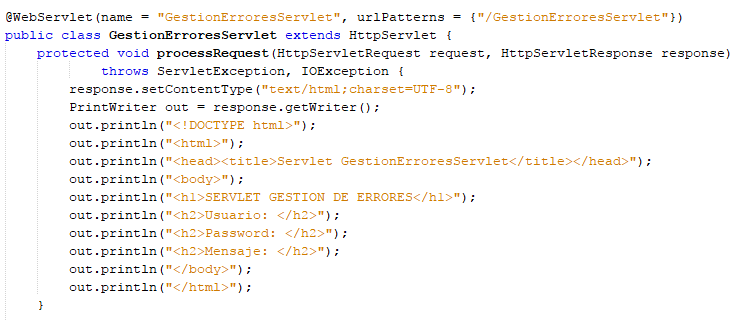 @WebServlet(name = "GestionErroresServlet", urlPatterns = {"/GestionErroresServlet"})
public class GestionErroresServlet extends HttpServlet {
    protected void processRequest(HttpServletRequest request, HttpServletResponse response)
            throws ServletException, IOException {
        response.setContentType("text/html;charset=UTF-8");
        PrintWriter out = response.getWriter();
        out.println("<!DOCTYPE html>");
        out.println("<html>");
        out.println("<head><title>Servlet GestionErroresServlet</title></head>");
        out.println("<body>");
        out.println("<h1>SERVLET GESTION DE ERRORES</h1>");
        out.println("<h2>Usuario: </h2>");
        out.println("<h2>Password: </h2>");
        out.println("<h2>Mensaje: </h2>");
        out.println("</body>");
        out.println("</html>");
    }